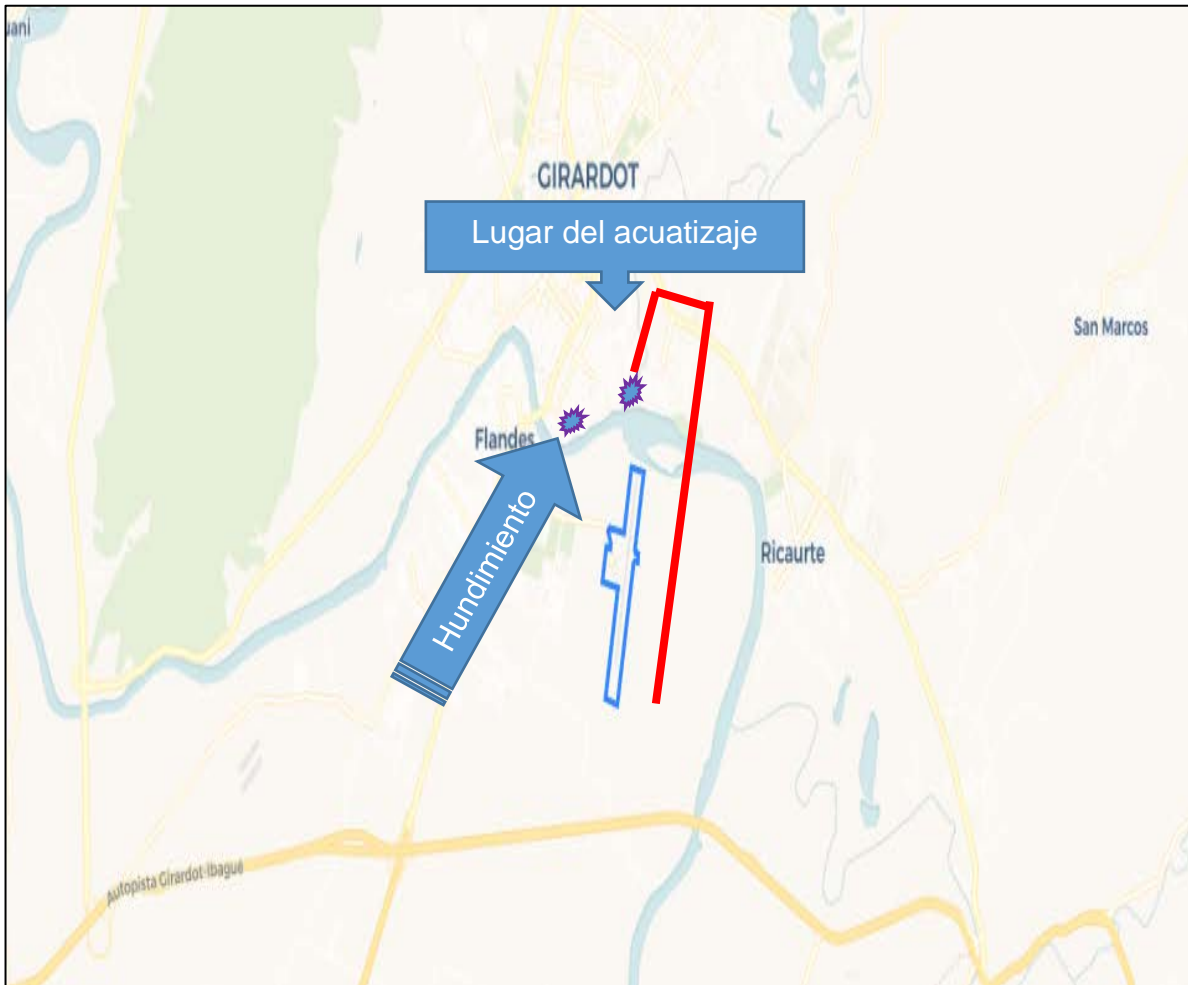 uani
GIRARDOT
Lugar del acuatizaje
San Marcos
Flandes
Hundimiento
Ricaurte
Autopista Girardot-Ibagué